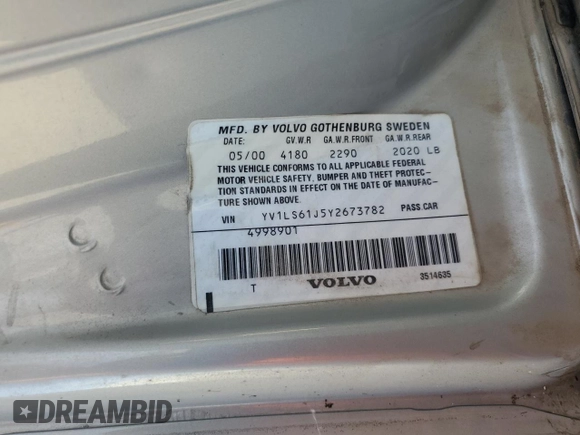 MFD. BY VOLVO GOTHENBURG SWEDEN
DATE: GV.W.R GA.W.R.FRONT GA.W.R.REAR
05/00 4180 2290 2020 LB
THIS VEHICLE CONFORMS TO ALL APPLICABLE FEDERAL
MOTOR VEHICLE SAFETY, BUMPER AND THEFT PROTEC-
TION STANDARDS IN EFFECT ON THE DATE OF MANUFAC-
TURE SHOWN ABOVE.
VIN YV1LS61J5Y2673782 PASS.CAR
4998901
T VOLVO 3514635
DREAMBID